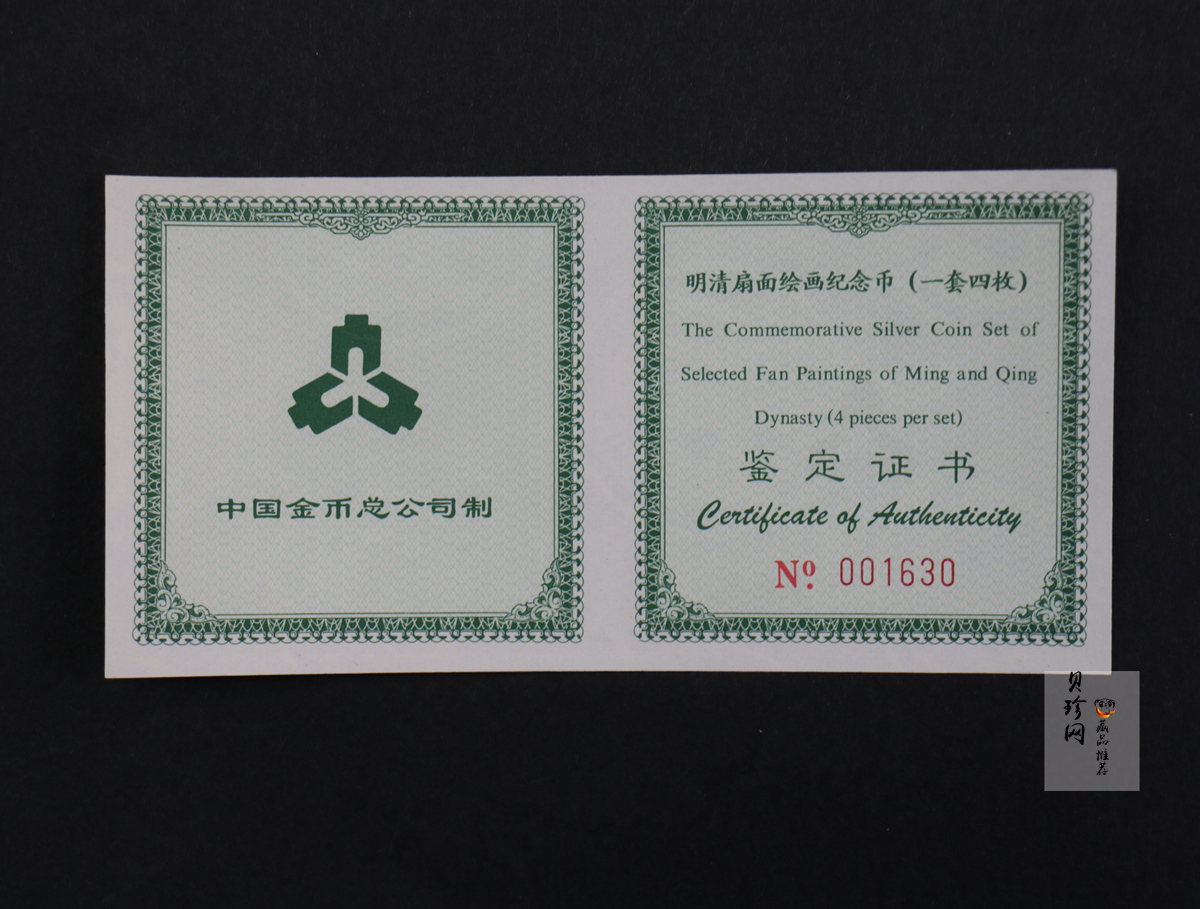 中国金币总公司制
明清扇面绘画纪念币（一套四枚）
The Commemorative Silver Coin Set of
Selected Fan Paintings of Ming and Qing
Dynasty (4 pieces per set)
鉴定证书
Certificate of Authenticity
Nº 001630
贝珍网
藏品推荐